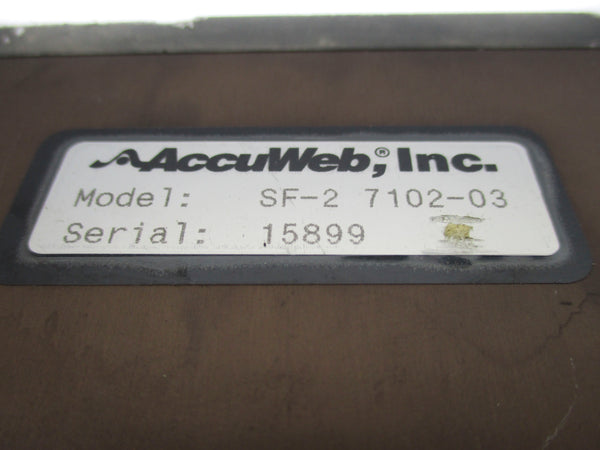 AccuWeb®, Inc.
Model: SF-2 7102-03
Serial: 15899